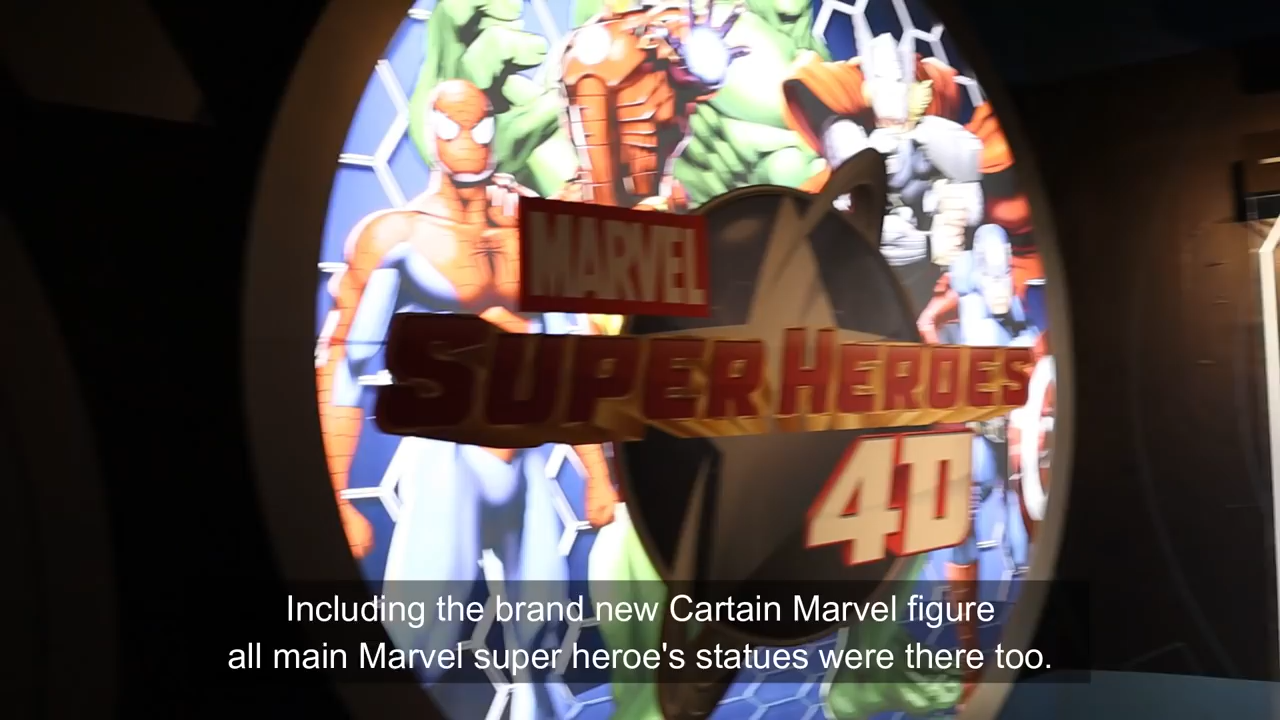 MARVEL
SUPER HEROES
4D
Including the brand new Cartain Marvel figure
all main Marvel super heroe's statues were there too.